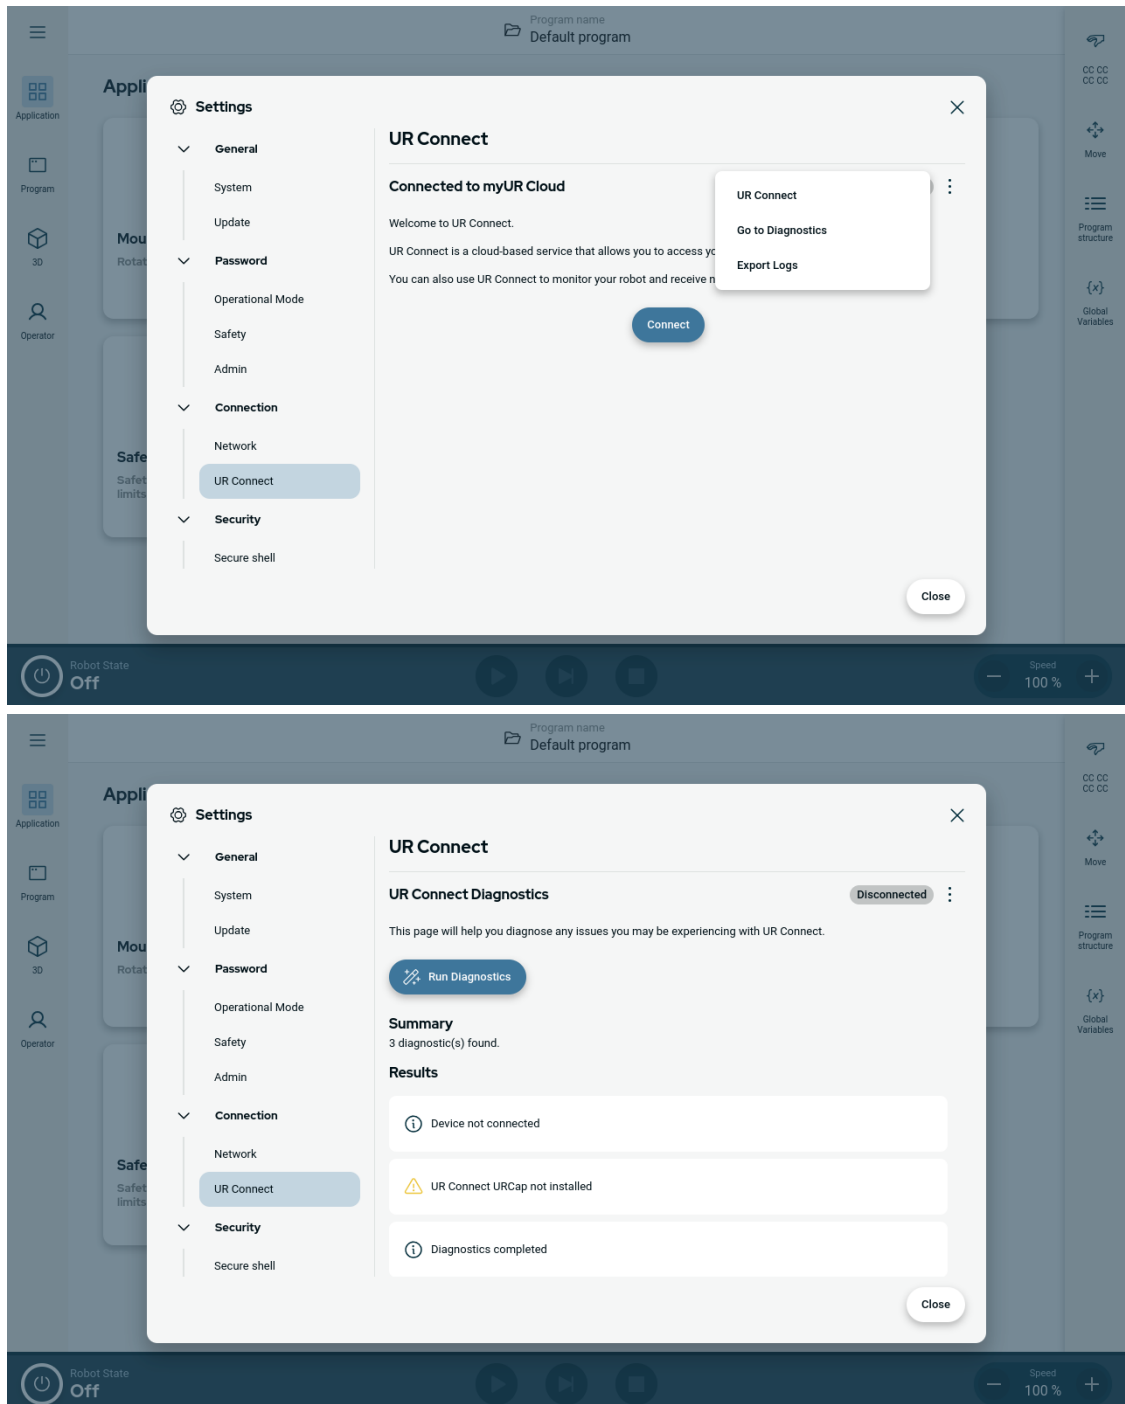 Program name
Default program
Application
Program
3D
Operator
Appli
Mou
Rotat
Safe
Safet
limits
Settings
General
System
Update
Password
Operational Mode
Safety
Admin
Connection
Network
UR Connect
Security
Secure shell
UR Connect
Connected to myUR Cloud
Welcome to UR Connect.
UR Connect is a cloud-based service that allows you to access yo
You can also use UR Connect to monitor your robot and receive n
UR Connect
Go to Diagnostics
Export Logs
Connect
Close
CC CC
CC CC
Move
Program
structure
{x}
Global
Variables
Robot State
Off
Speed
100 %
Program name
Default program
Application
Program
3D
Operator
Appli
Mou
Rotat
Safe
Safet
limits
Settings
General
System
Update
Password
Operational Mode
Safety
Admin
Connection
Network
UR Connect
Security
Secure shell
UR Connect
UR Connect Diagnostics
Disconnected
This page will help you diagnose any issues you may be experiencing with UR Connect.
Run Diagnostics
Summary
3 diagnostic(s) found.
Results
Device not connected
UR Connect URCap not installed
Diagnostics completed
Close
CC CC
CC CC
Move
Program
structure
{x}
Global
Variables
Robot State
Off
Speed
100 %